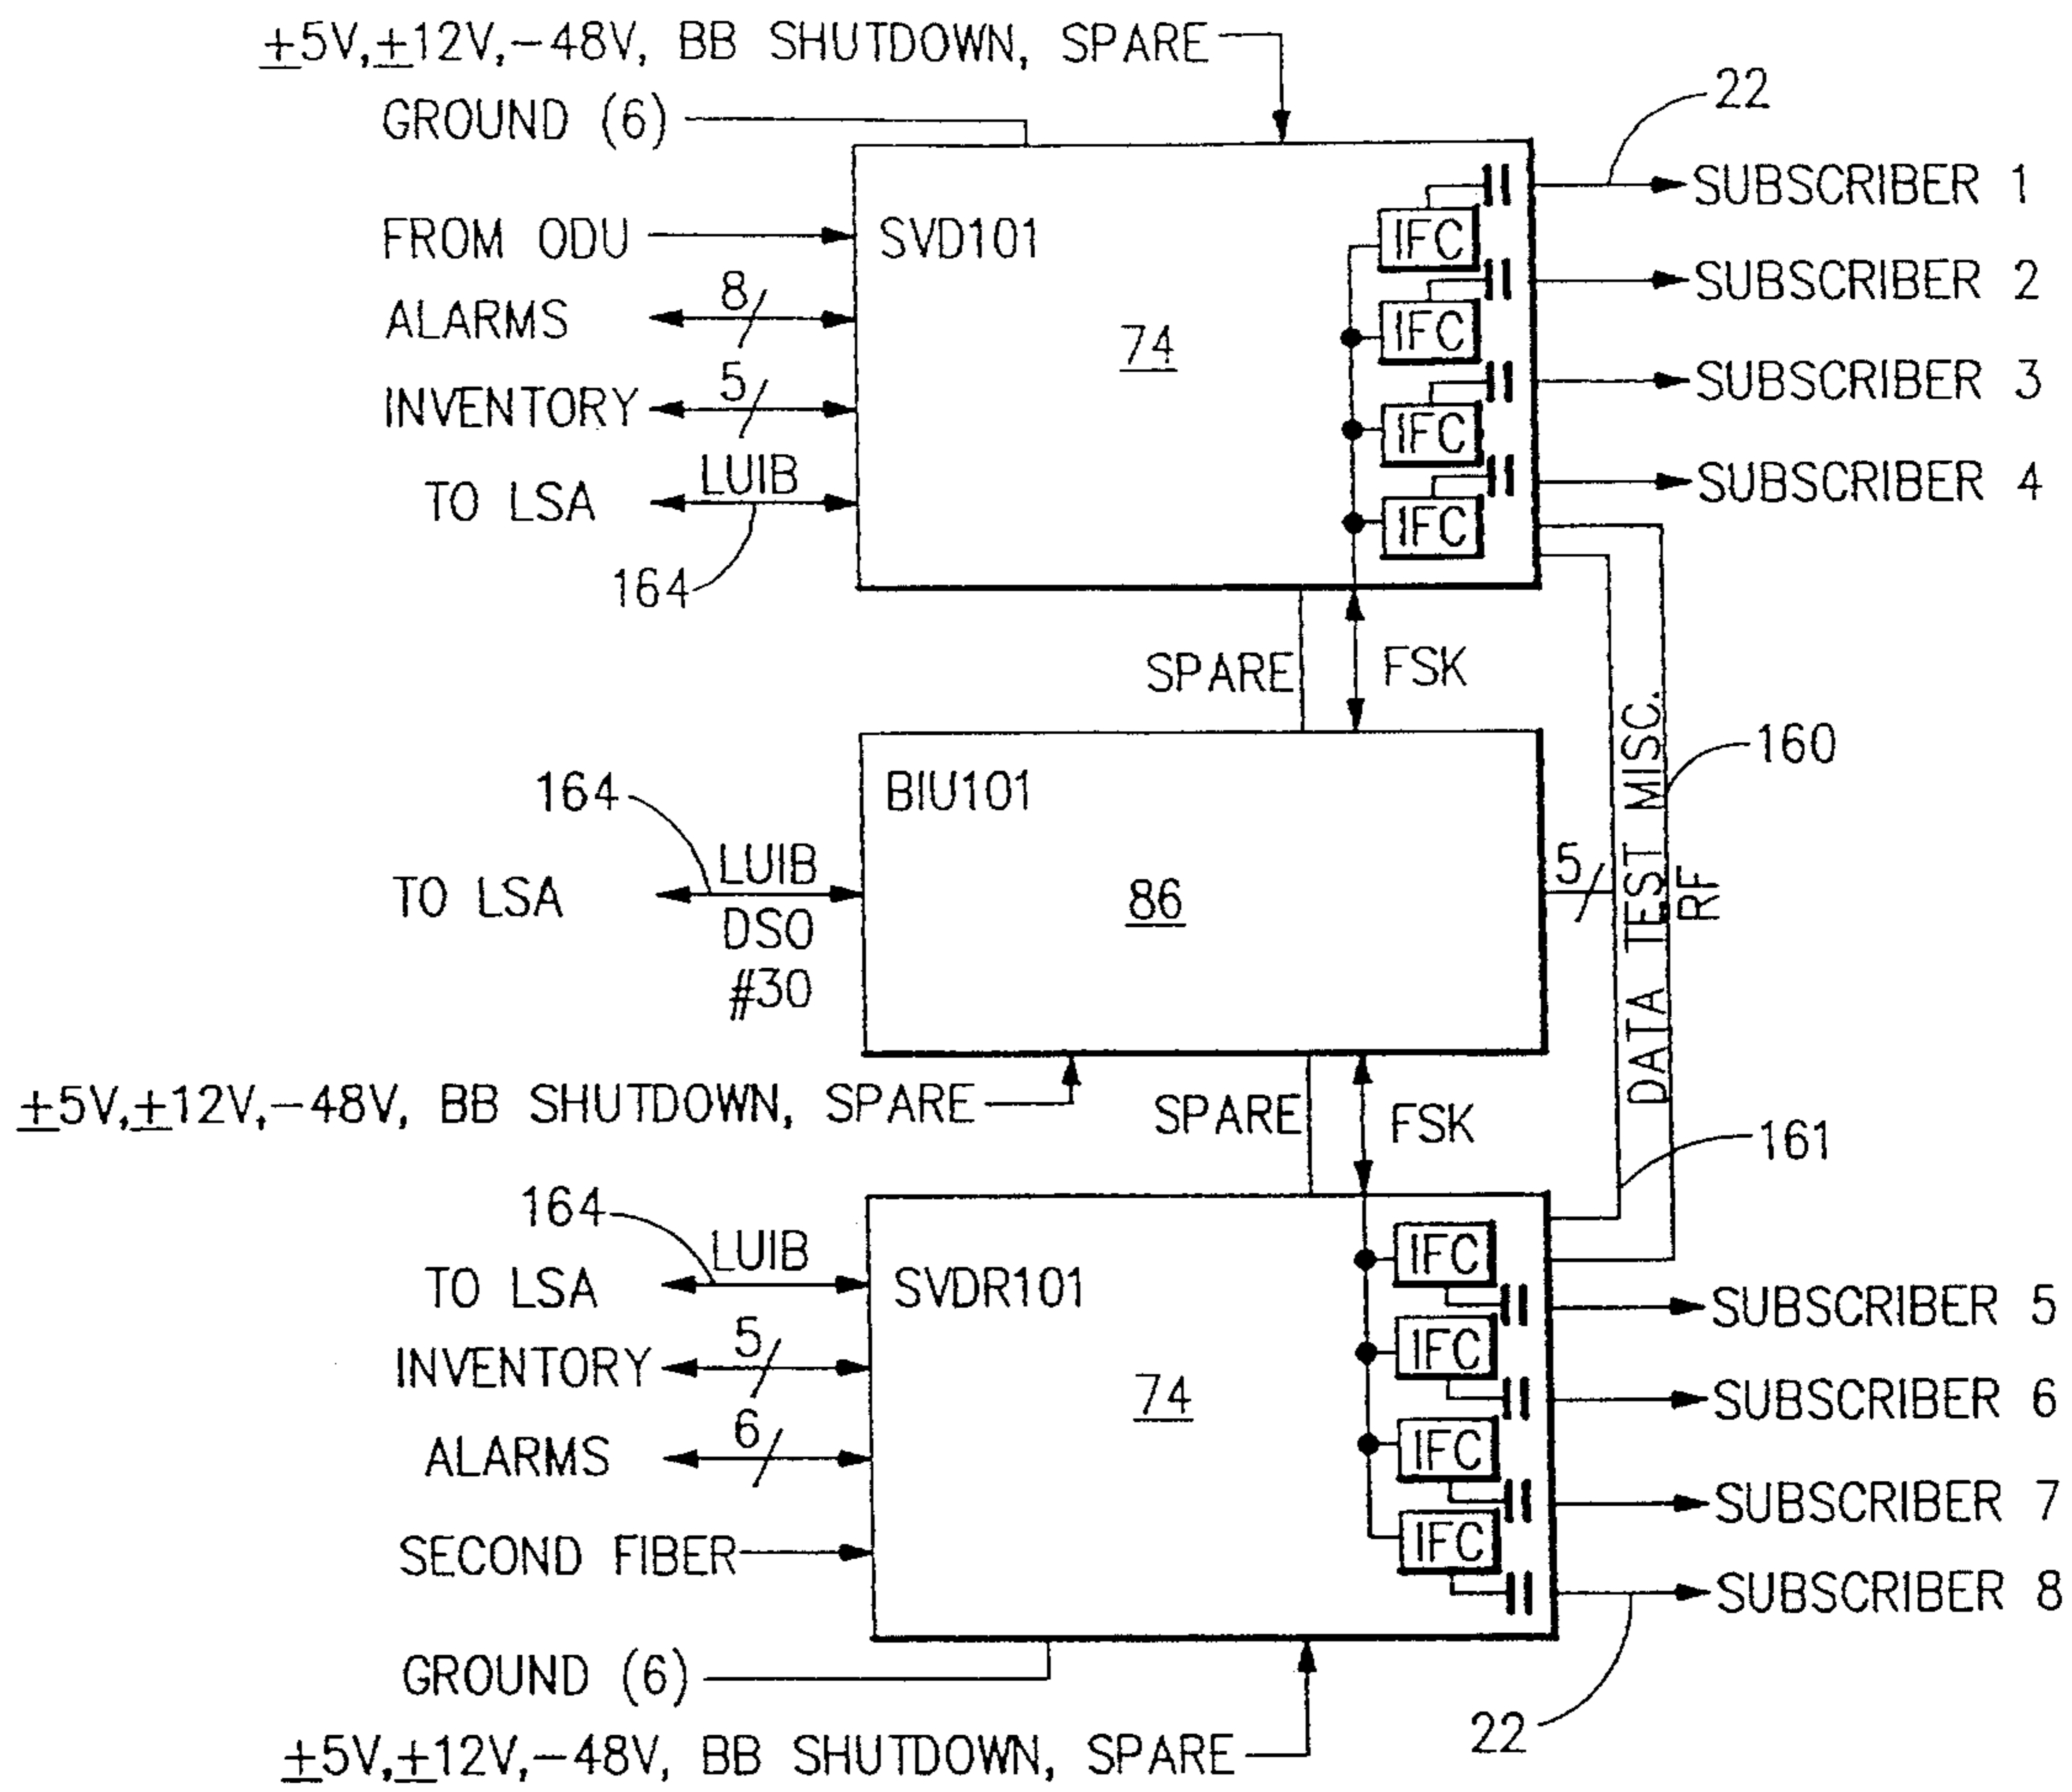 ±5V,±12V,-48V, BB SHUTDOWN, SPARE
GROUND (6)
22
SUBSCRIBER 1
FROM ODU
SVD101
IFC
SUBSCRIBER 2
ALARMS
8
74
IFC
SUBSCRIBER 3
INVENTORY
5
IFC
SUBSCRIBER 4
TO LSA
LUIB
IFC
164
SPARE
FSK
DATA TEST MISC.
RF
160
164
BIU101
TO LSA
LUIB
DSO
#30
86
5
±5V,±12V,-48V, BB SHUTDOWN, SPARE
SPARE
FSK
161
164
TO LSA
LUIB
SVDR101
IFC
SUBSCRIBER 5
INVENTORY
5
74
IFC
SUBSCRIBER 6
ALARMS
6
IFC
SUBSCRIBER 7
SECOND FIBER
IFC
SUBSCRIBER 8
GROUND (6)
22
±5V,±12V,-48V, BB SHUTDOWN, SPARE